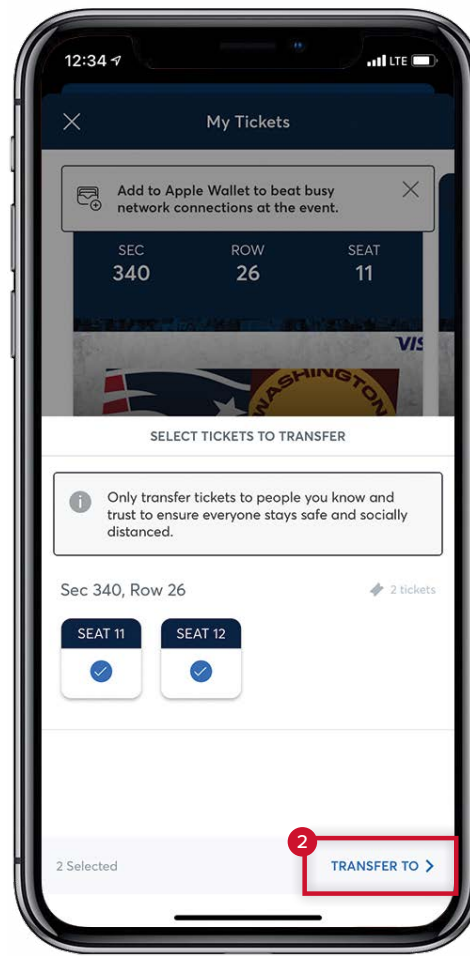 12:34
LTE
My Tickets
Add to Apple Wallet to beat busy
network connections at the event.
SEC ROW SEAT
340 26 11
VIS
WASHINGTON
SELECT TICKETS TO TRANSFER
Only transfer tickets to people you know and
trust to ensure everyone stays safe and socially
distanced.
Sec 340, Row 26 2 tickets
SEAT 11 SEAT 12
2
2 Selected TRANSFER TO